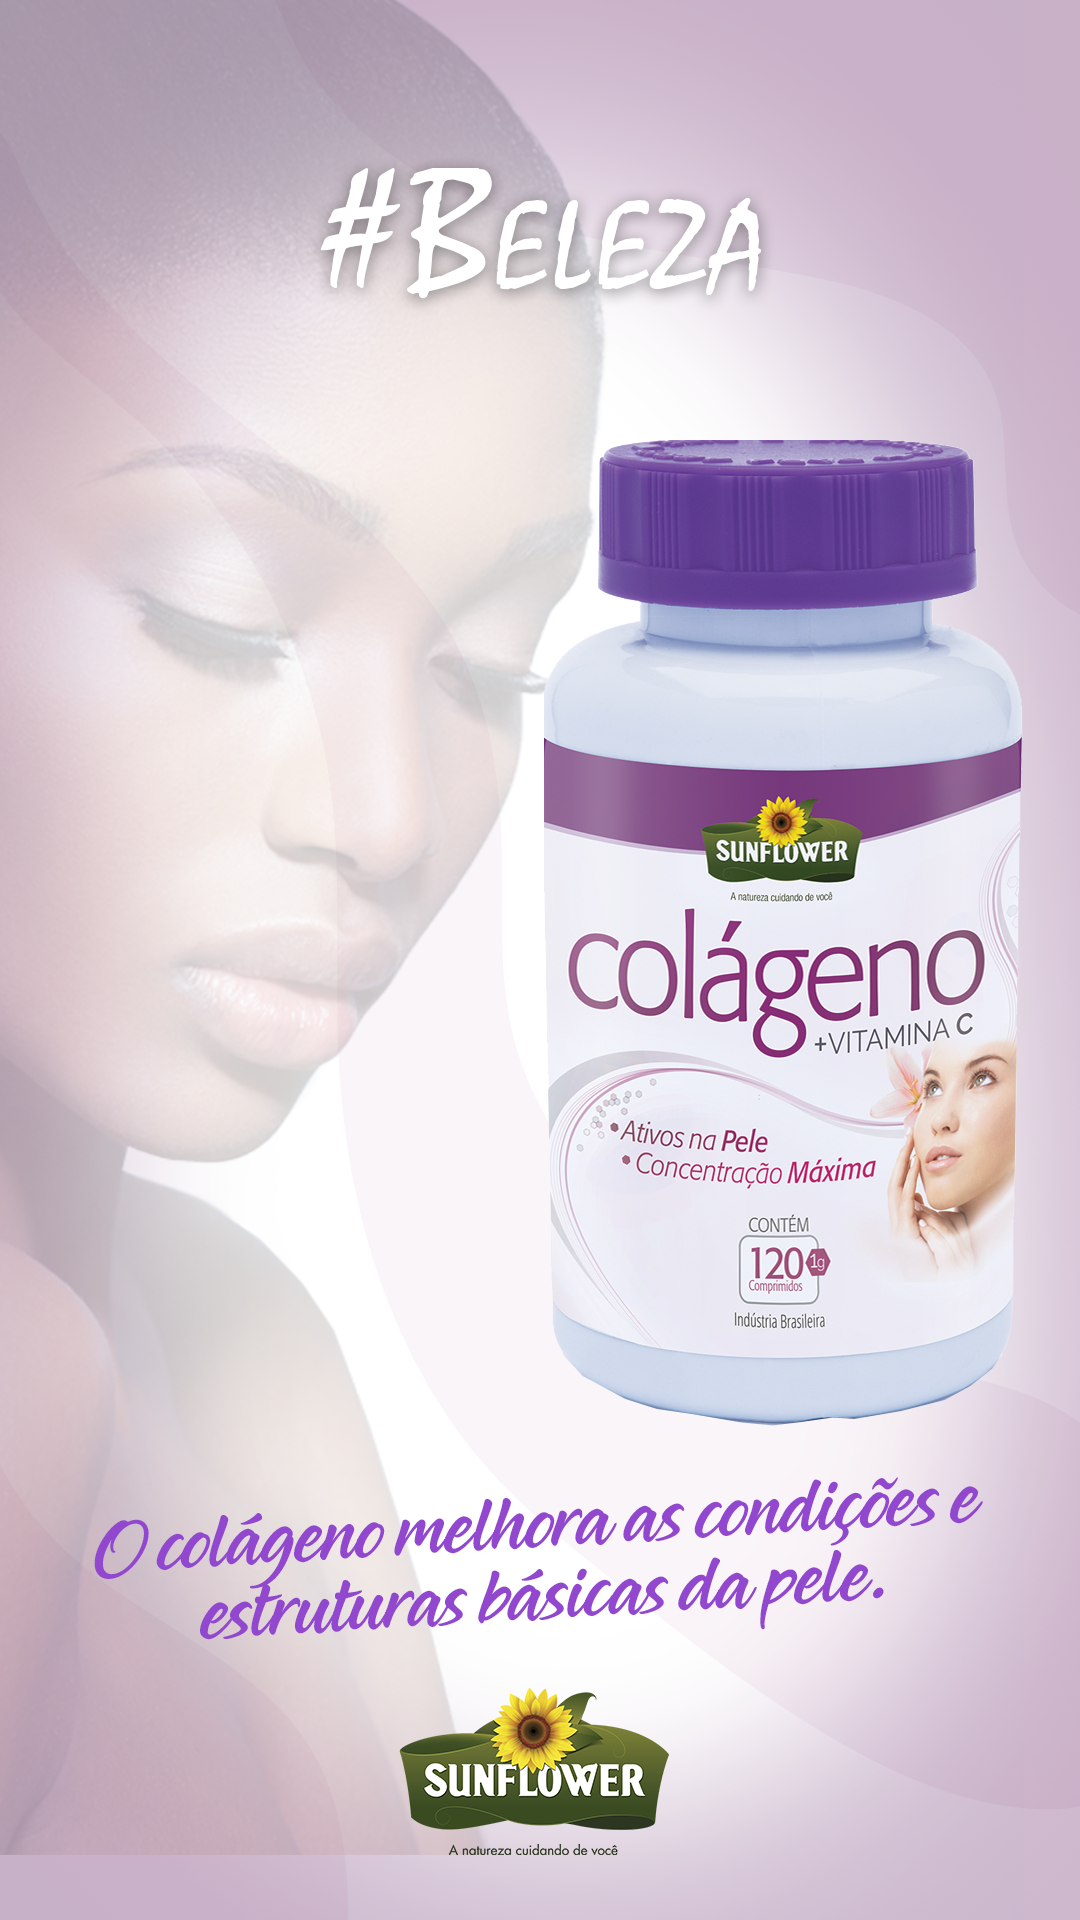 #BELEZA
SUNFLOWER
A natureza cuidando de você
colágeno
+VITAMINA C
• Ativos na Pele
• Concentração Máxima
CONTÉM
120 1g
Comprimidos
Indústria Brasileira
O colágeno melhora as condições e
estruturas básicas da pele.
SUNFLOWER
A natureza cuidando de você